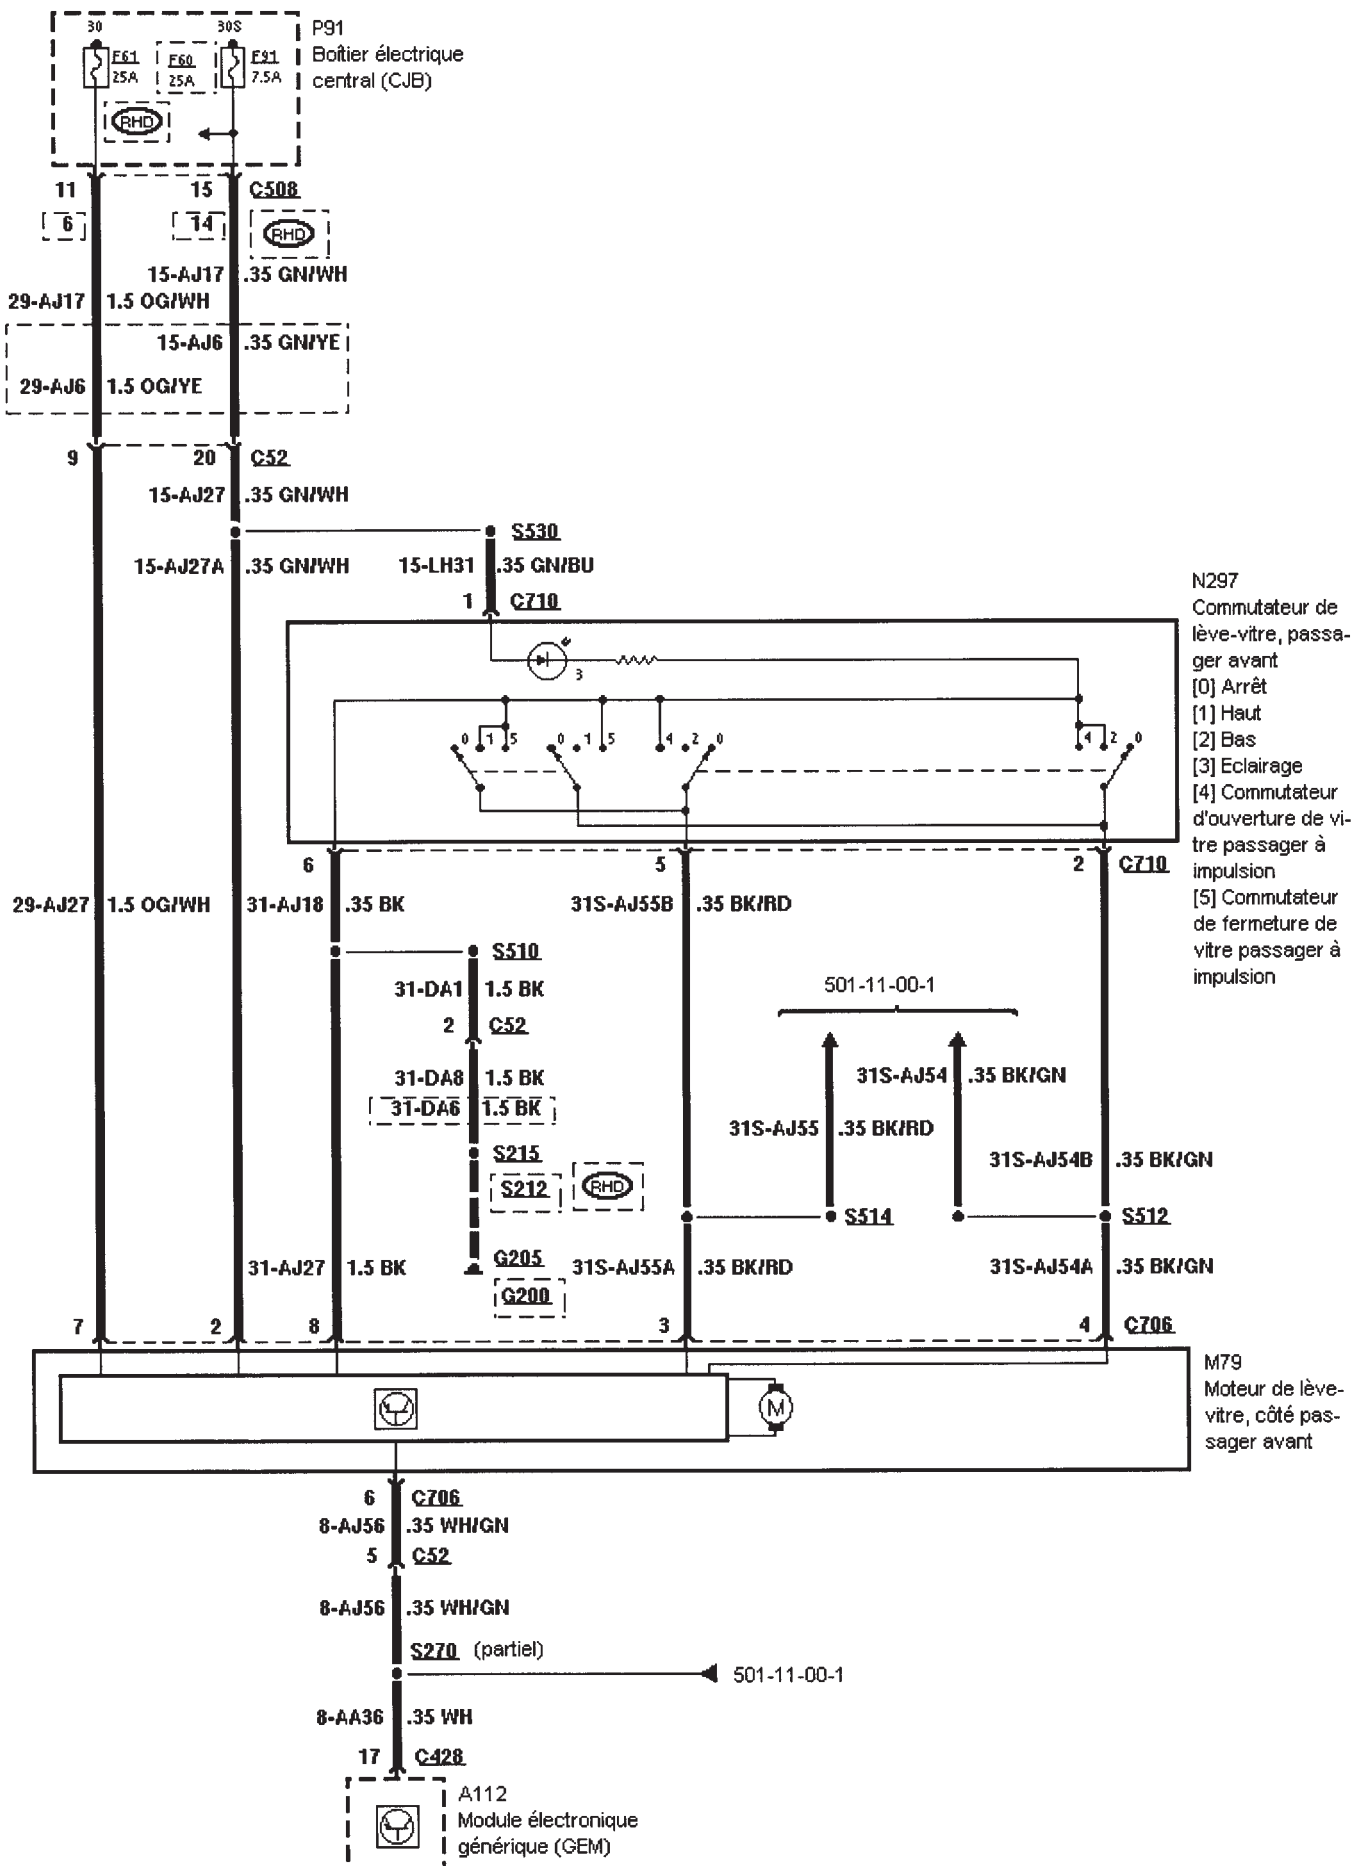 30
30S
P91
Boîtier électrique
central (CJB)
F61
25A
F60
25A
F91
7.5A
RHD
11
15
C508
6
14
RHD
15-AJ17 .35 GN/WH
29-AJ17 1.5 OG/WH
15-AJ6 .35 GN/YE
29-AJ6 1.5 OG/YE
9
20
C52
15-AJ27 .35 GN/WH
S530
15-AJ27A .35 GN/WH
15-LH31 .35 GN/BU
1
C710
3
0 1 5 0 1 5 4 2 0 4 2 0
N297
Commutateur de
lève-vitre, passa-
ger avant
[0] Arrêt
[1] Haut
[2] Bas
[3] Eclairage
[4] Commutateur
d'ouverture de vi-
tre passager à
impulsion
[5] Commutateur
de fermeture de
vitre passager à
impulsion
6
5
2
C710
29-AJ27 1.5 OG/WH
31-AJ18 .35 BK
31S-AJ55B .35 BK/RD
S510
31-DA1 1.5 BK
2
C52
501-11-00-1
31-DA8 1.5 BK
31S-AJ54 .35 BK/GN
31-DA6 1.5 BK
31S-AJ55 .35 BK/RD
S215
31S-AJ54B .35 BK/GN
S212
RHD
S514
S512
G205
31-AJ27 1.5 BK
31S-AJ55A .35 BK/RD
31S-AJ54A .35 BK/GN
G200
7
2
8
3
4
C706
M79
Moteur de lève-
vitre, côté pas-
sager avant
M
6
C706
8-AJ56 .35 WH/GN
5
C52
8-AJ56 .35 WH/GN
S270 (partiel)
501-11-00-1
8-AA36 .35 WH
17
C428
A112
Module électronique
générique (GEM)